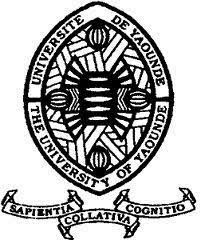 UNIVERSITE DE YAOUNDE
THE UNIVERSITY OF YAOUNDE
SAPIENTIA
COLLATIVA
COGNITIO